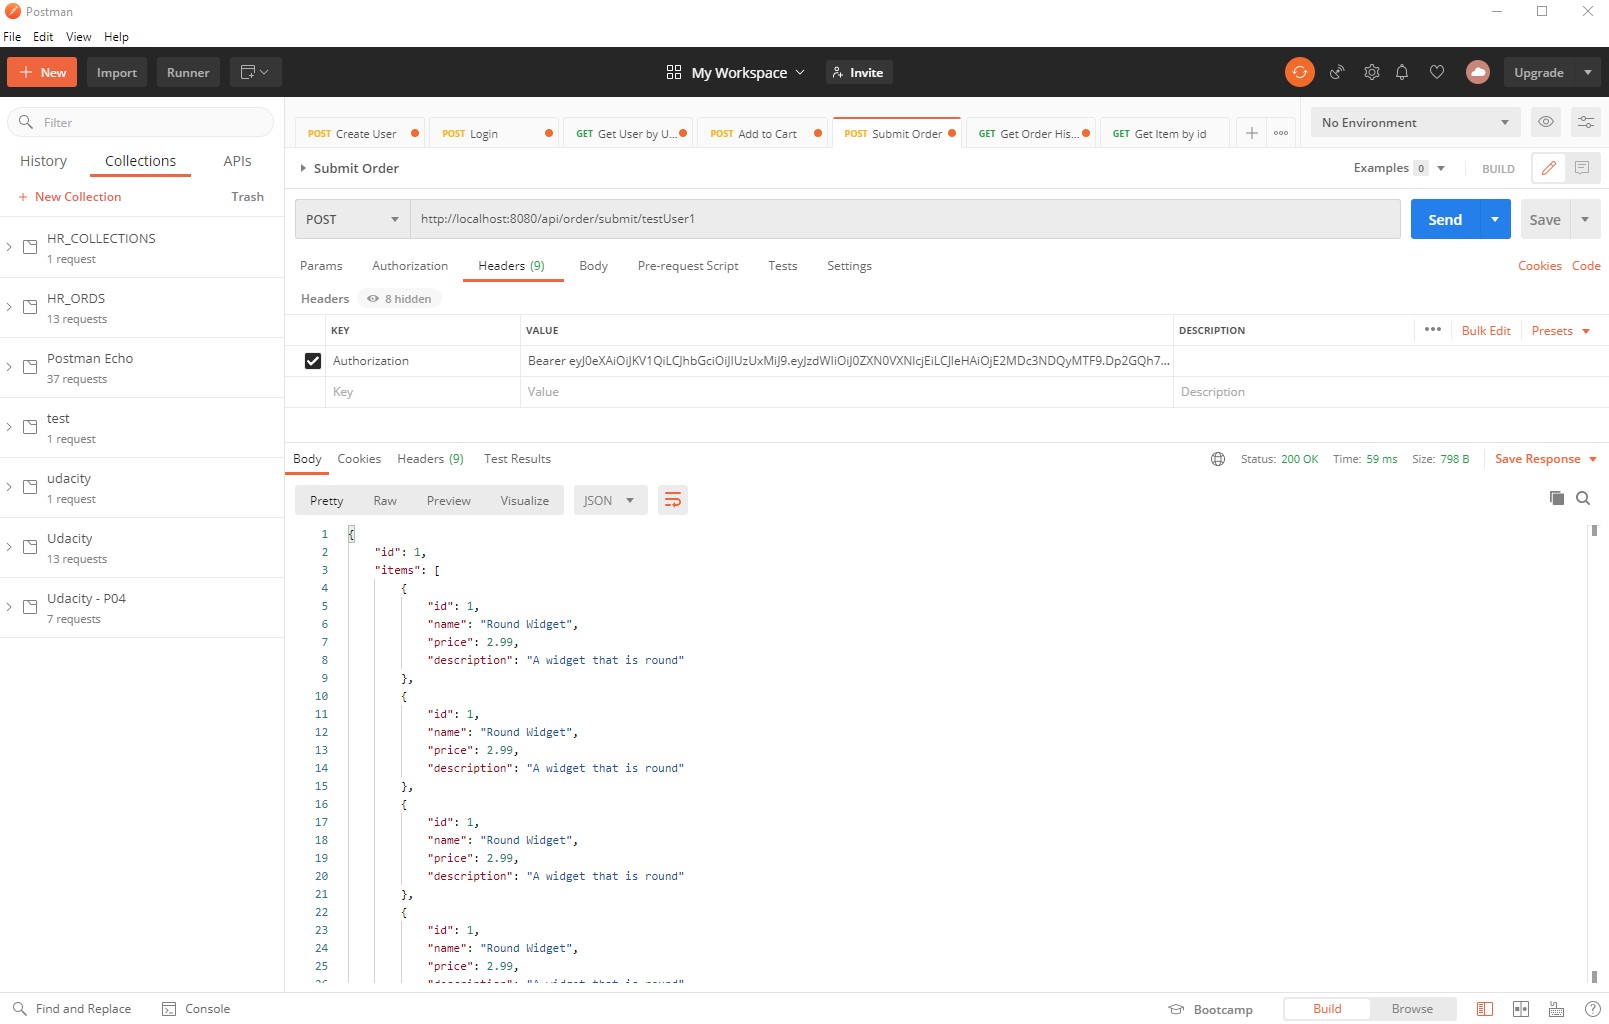 Postman
File Edit View Help
New Import Runner My Workspace Invite Upgrade
Filter
History Collections APIs
New Collection Trash
HR_COLLECTIONS
1 request
HR_ORDS
13 requests
Postman Echo
37 requests
test
1 request
udacity
1 request
Udacity
13 requests
Udacity - P04
7 requests
POST Create User POST Login GET Get User by U... POST Add to Cart POST Submit Order GET Get Order His... GET Get Item by id No Environment
Submit Order Examples 0 BUILD
POST http://localhost:8080/api/order/submit/testUser1 Send Save
Params Authorization Headers (9) Body Pre-request Script Tests Settings Cookies Code
Headers 8 hidden
KEY VALUE DESCRIPTION Bulk Edit Presets
Authorization Bearer eyJ0eXAiOiJKV1QiLCJhbGciOiJIUzUxMiJ9.eyJzdWIiOiJ0ZXN0VXNlcjEiLCJleHAiOjE2MDc3NDQyMTF9.Dp2GQh7...
Key Value Description
Body Cookies Headers (9) Test Results Status: 200 OK Time: 59 ms Size: 798 B Save Response
Pretty Raw Preview Visualize JSON
1 {
2 "id": 1,
3 "items": [
4 {
5 "id": 1,
6 "name": "Round Widget",
7 "price": 2.99,
8 "description": "A widget that is round"
9 },
10 {
11 "id": 1,
12 "name": "Round Widget",
13 "price": 2.99,
14 "description": "A widget that is round"
15 },
16 {
17 "id": 1,
18 "name": "Round Widget",
19 "price": 2.99,
20 "description": "A widget that is round"
21 },
22 {
23 "id": 1,
24 "name": "Round Widget",
25 "price": 2.99,
Find and Replace Console Bootcamp Build Browse